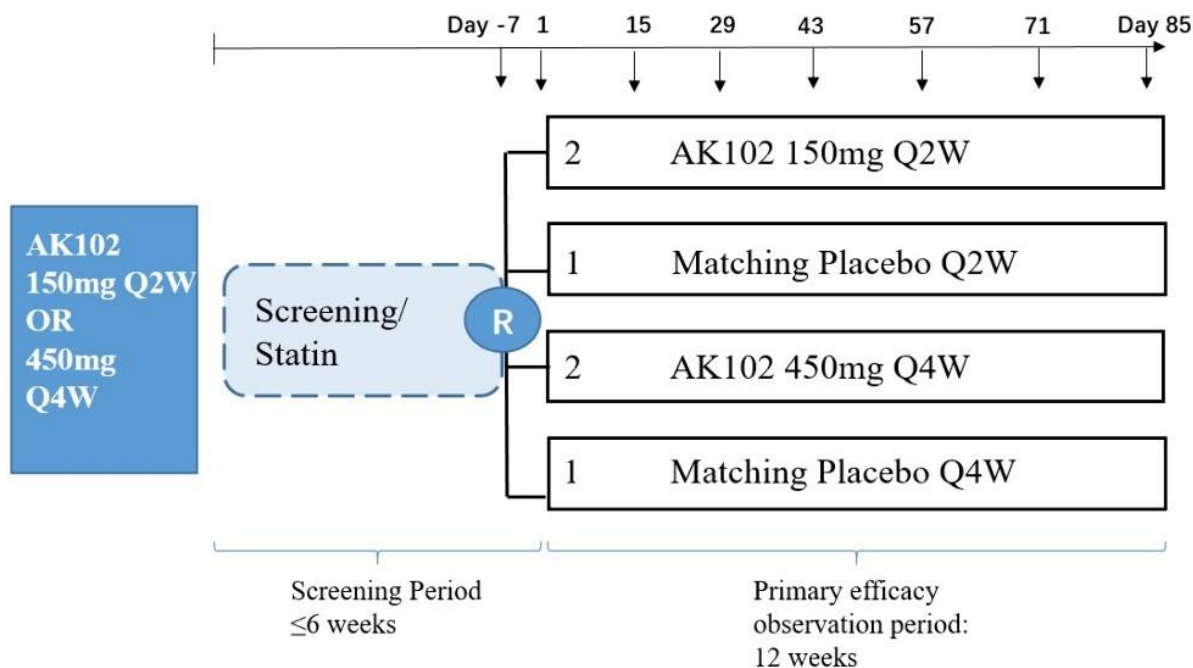 Day -7 1 15 29 43 57 71 Day 85
AK102
150mg Q2W
OR
450mg
Q4W
Screening/
Statin
R
2 AK102 150mg Q2W
1 Matching Placebo Q2W
2 AK102 450mg Q4W
1 Matching Placebo Q4W
Screening Period
≤6 weeks
Primary efficacy
observation period:
12 weeks